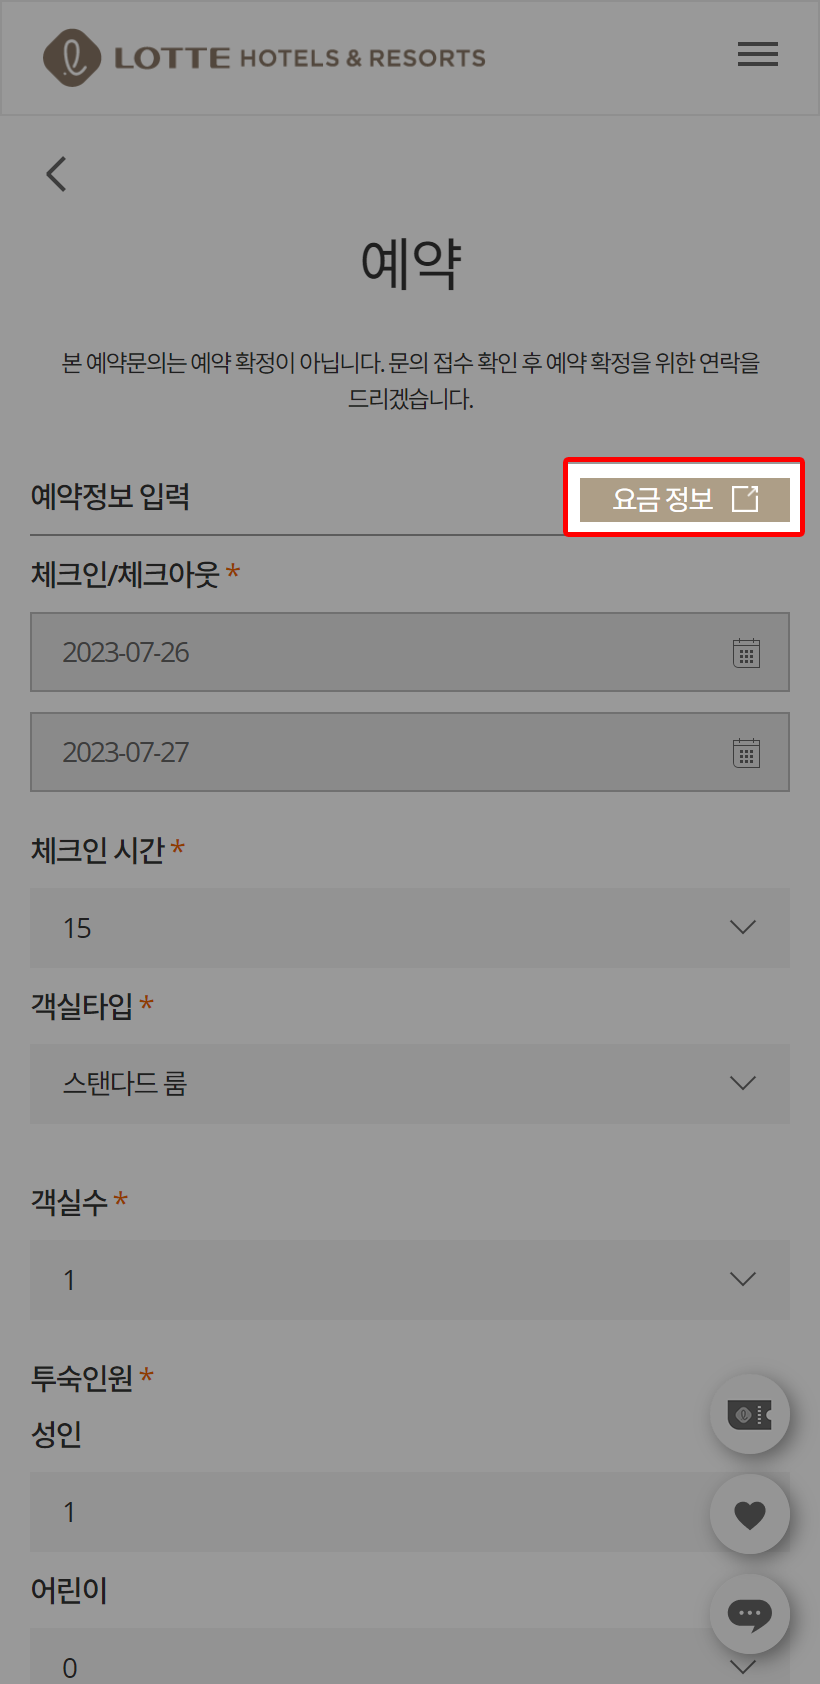 LOTTE HOTELS & RESORTS
예약
본 예약문의는 예약 확정이 아닙니다. 문의 접수 확인 후 예약 확정을 위한 연락을
드리겠습니다.
예약정보 입력
요금 정보
체크인/체크아웃 *
2023-07-26
2023-07-27
체크인 시간 *
15
객실타입 *
스탠다드 룸
객실수 *
1
투숙인원 *
성인
1
어린이
0